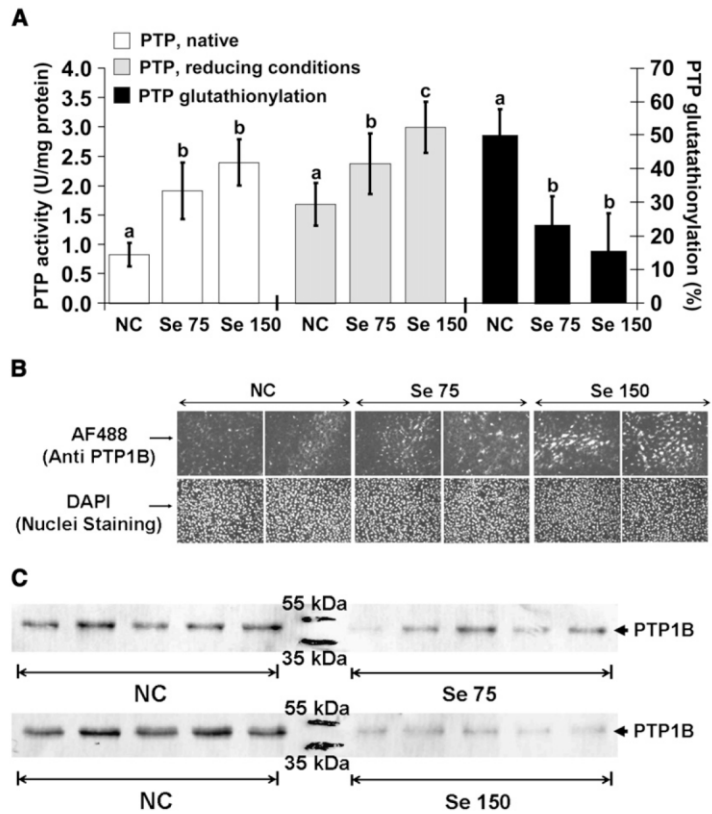 A
PTP, native
PTP, reducing conditions
PTP glutathionylation
PTP activity (U/mg protein)
4.0
3.5
3.0
2.5
2.0
1.5
1.0
0.5
0.0
a
b
b
a
b
c
a
b
b
70
60
50
40
30
20
10
0
PTP glutatathionylation (%)
NC Se 75 Se 150 NC Se 75 Se 150 NC Se 75 Se 150
B
NC Se 75 Se 150
AF488
(Anti PTP1B)
DAPI
(Nuclei Staining)
C
55 kDa
PTP1B
35 kDa
NC Se 75
55 kDa
PTP1B
35 kDa
NC Se 150